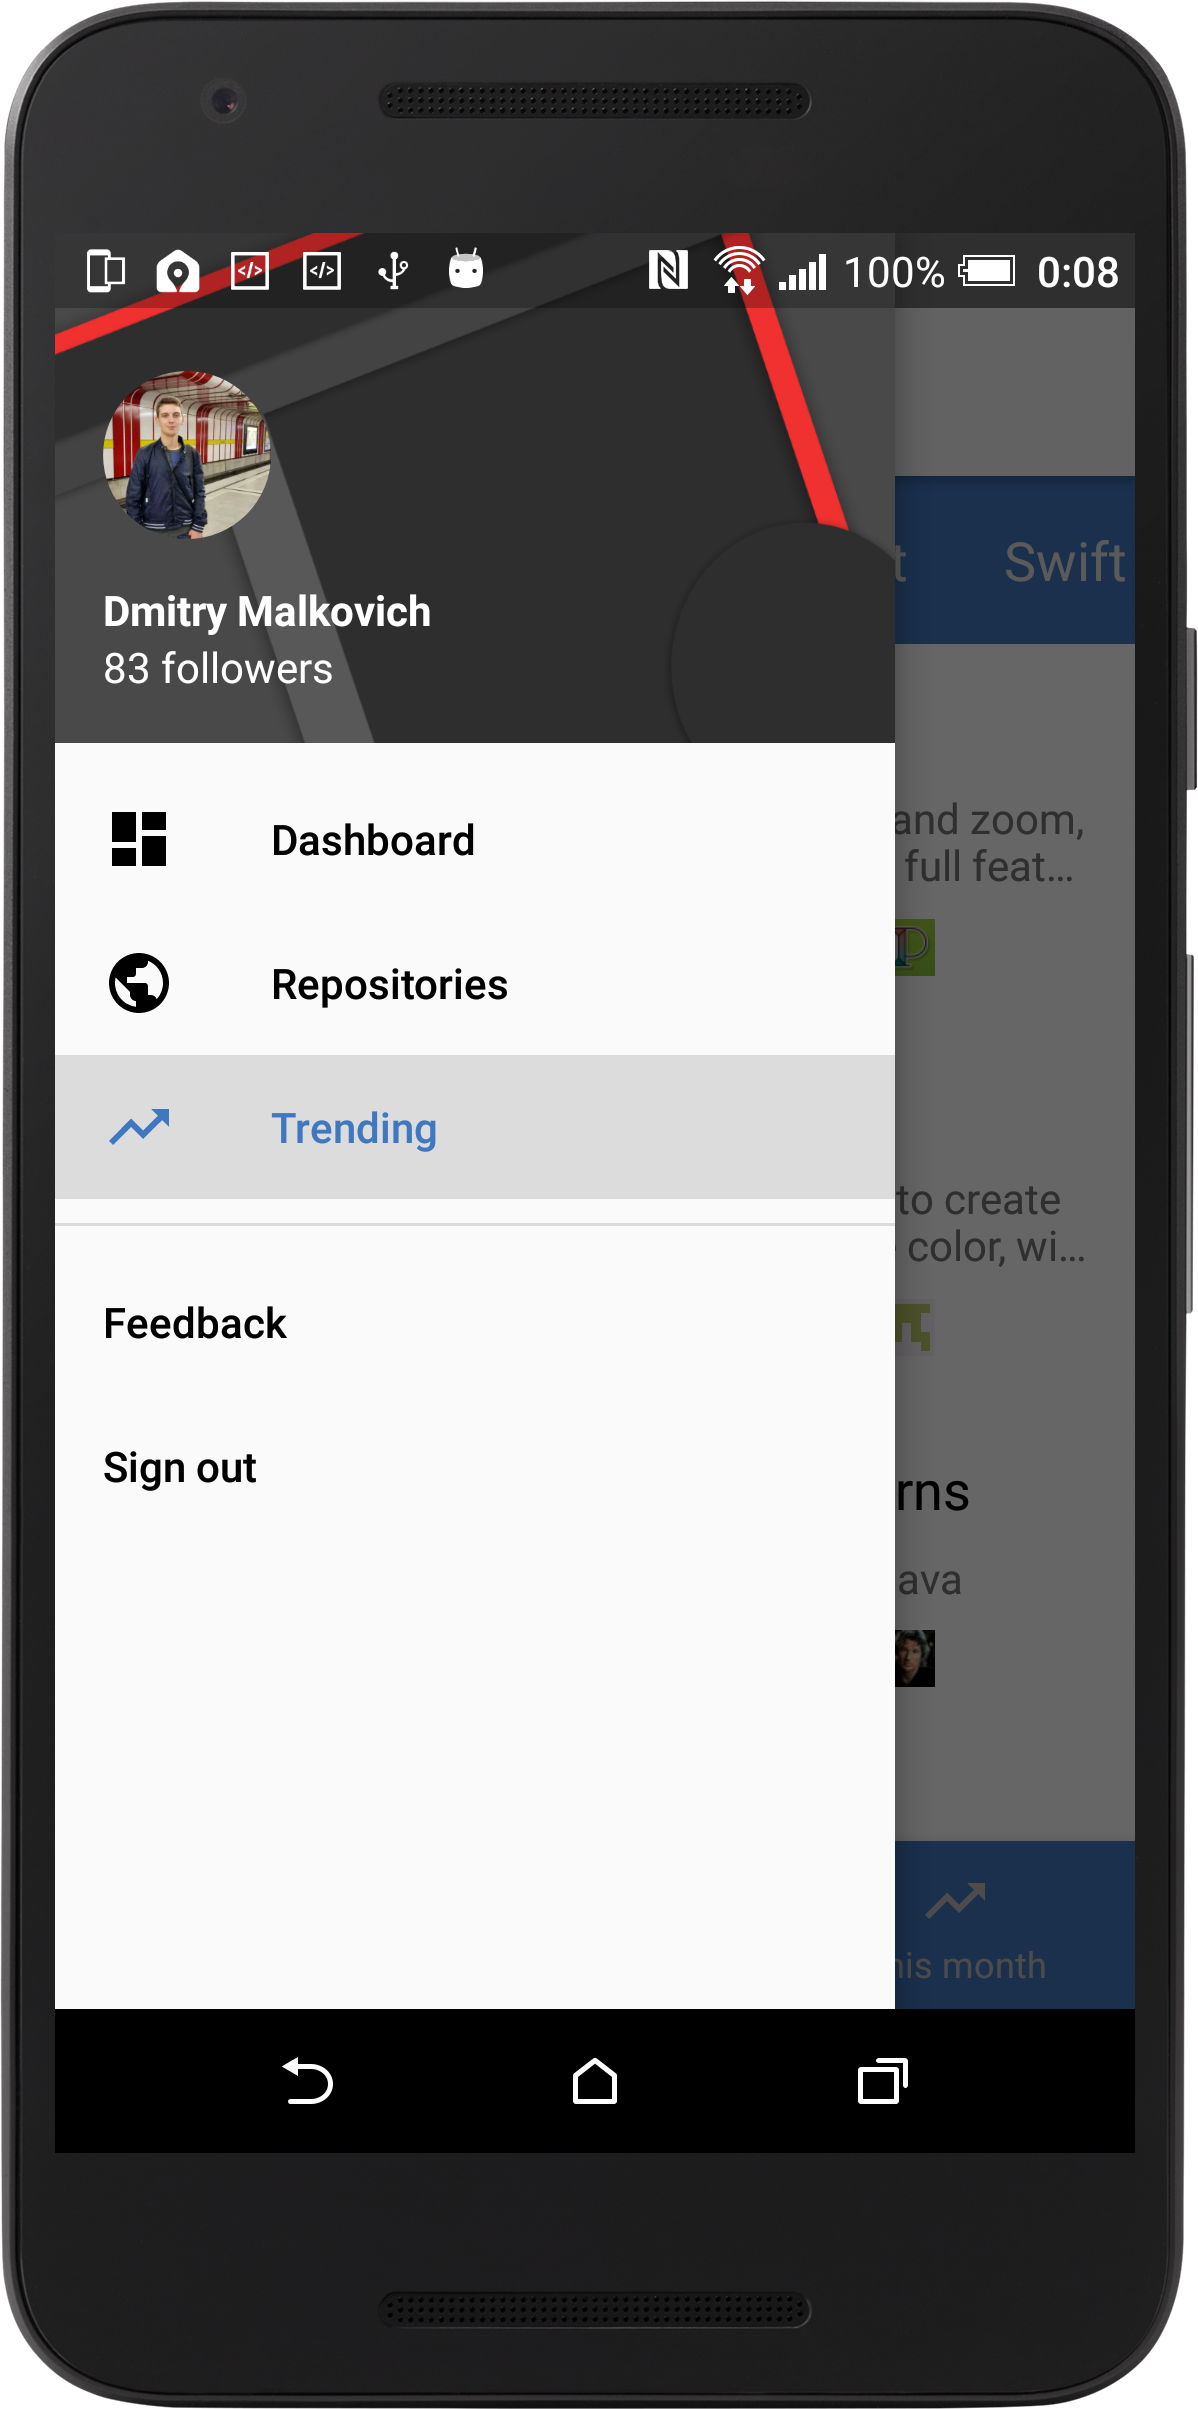 100% 0:08
Swift
Dmitry Malkovich
83 followers
and zoom,
full feat...
Dashboard
Repositories
Trending
to create
color, wi...
Feedback
Sign out
rns
ava
his month